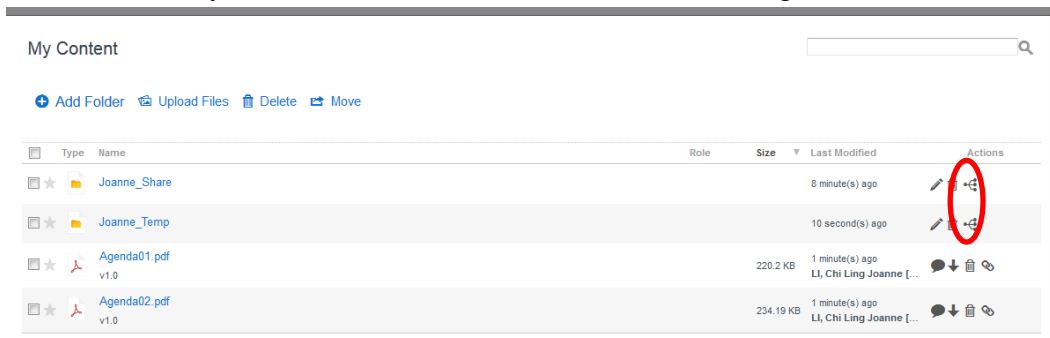 My Content
Add Folder Upload Files Delete Move
Type Name Role Size Last Modified Actions
Joanne_Share 8 minute(s) ago
Joanne_Temp 10 second(s) ago
Agenda01.pdf
v1.0
220.2 KB
1 minute(s) ago
LI, Chi Ling Joanne [...
Agenda02.pdf
v1.0
234.19 KB
1 minute(s) ago
LI, Chi Ling Joanne [...